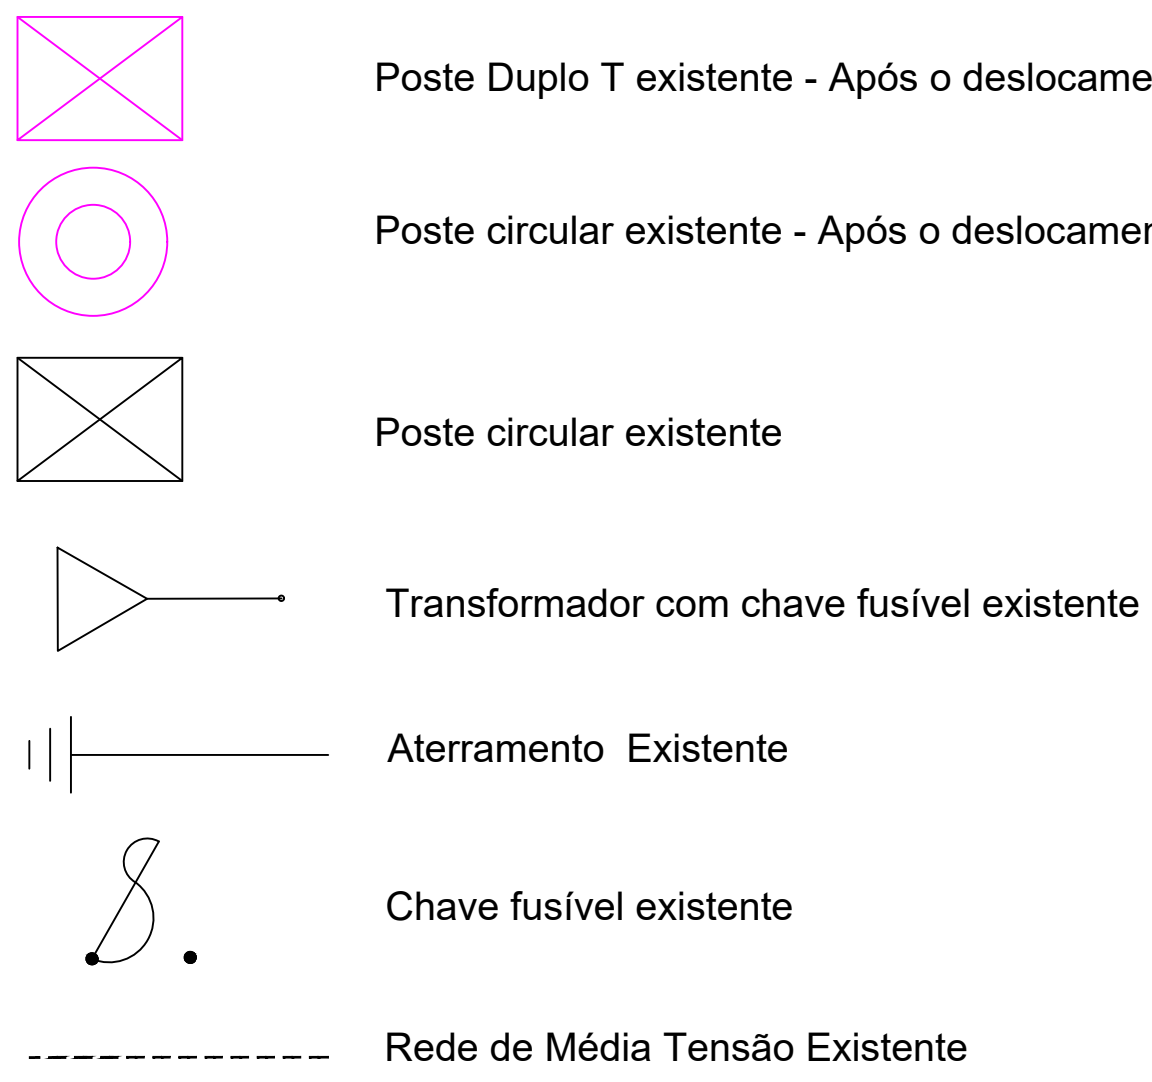 Poste Duplo T existente - Após o deslocame
Poste circular existente - Após o deslocame
Poste circular existente
Transformador com chave fusível existente
Aterramento  Existente
Chave fusível existente
Rede de Média Tensão Existente